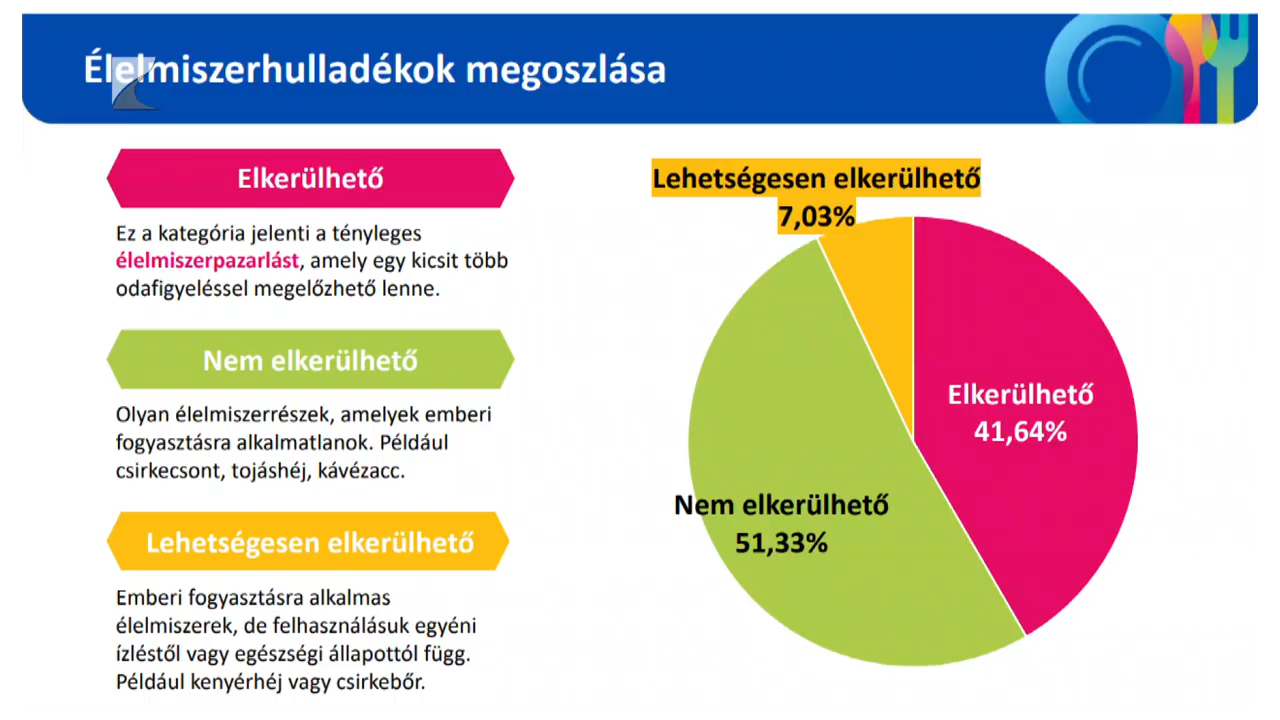 Élelmiszerhulladékok megoszlása
Elkerülhető
Ez a kategória jelenti a tényleges
élelmiszerpazarlást, amely egy kicsit több
odafigyeléssel megelőzhető lenne.
Nem elkerülhető
Olyan élelmiszerrészek, amelyek emberi
fogyasztásra alkalmatlanok. Például
csirkecsont, tojáshéj, kávézacc.
Lehetségesen elkerülhető
Emberi fogyasztásra alkalmas
élelmiszerek, de felhasználásuk egyéni
ízléstől vagy egészségi állapottól függ.
Például kenyérhéj vagy csirkebőr.
Lehetségesen elkerülhető
7,03%
Elkerülhető
41,64%
Nem elkerülhető
51,33%